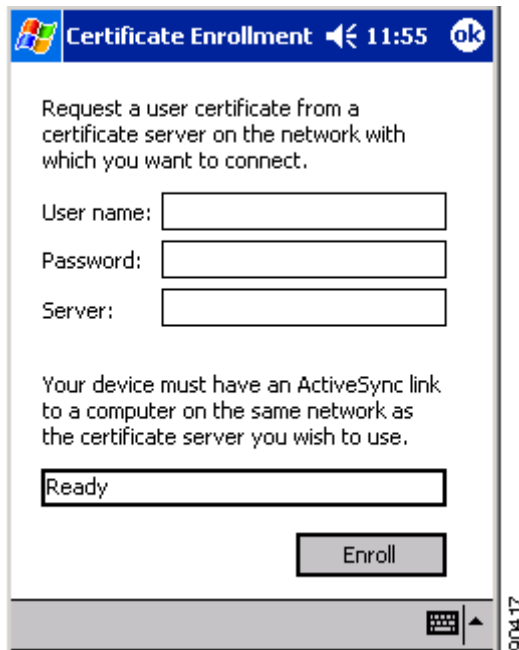 Certificate Enrollment 11:55 ok
Request a user certificate from a
certificate server on the network with
which you want to connect.
User name:
Password:
Server:
Your device must have an ActiveSync link
to a computer on the same network as
the certificate server you wish to use.
Ready
Enroll
90417